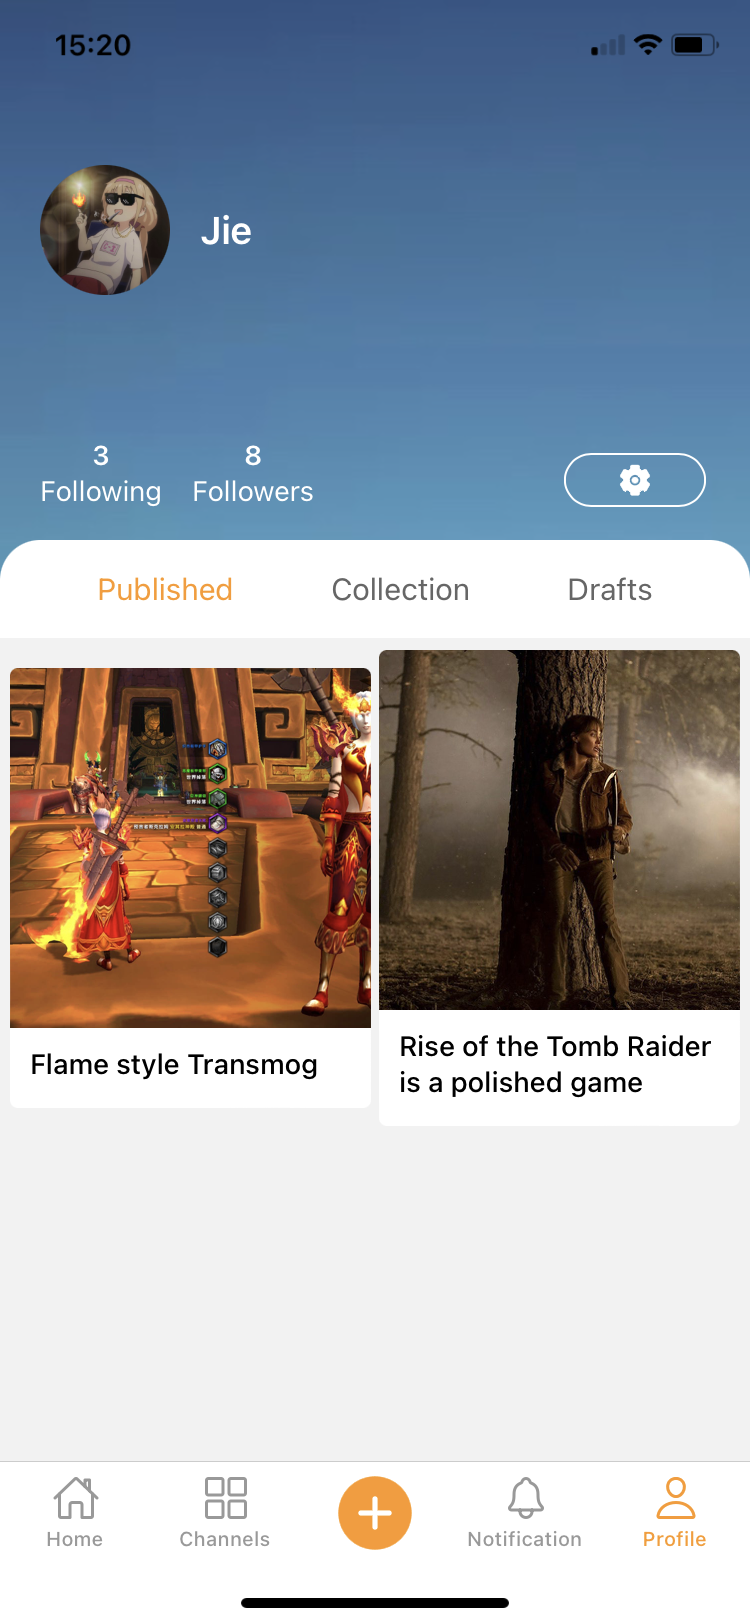 15:20
Jie
3
Following
8
Followers
Published
Collection
Drafts
Flame style Transmog
Rise of the Tomb Raider
is a polished game
Home
Channels
Notification
Profile